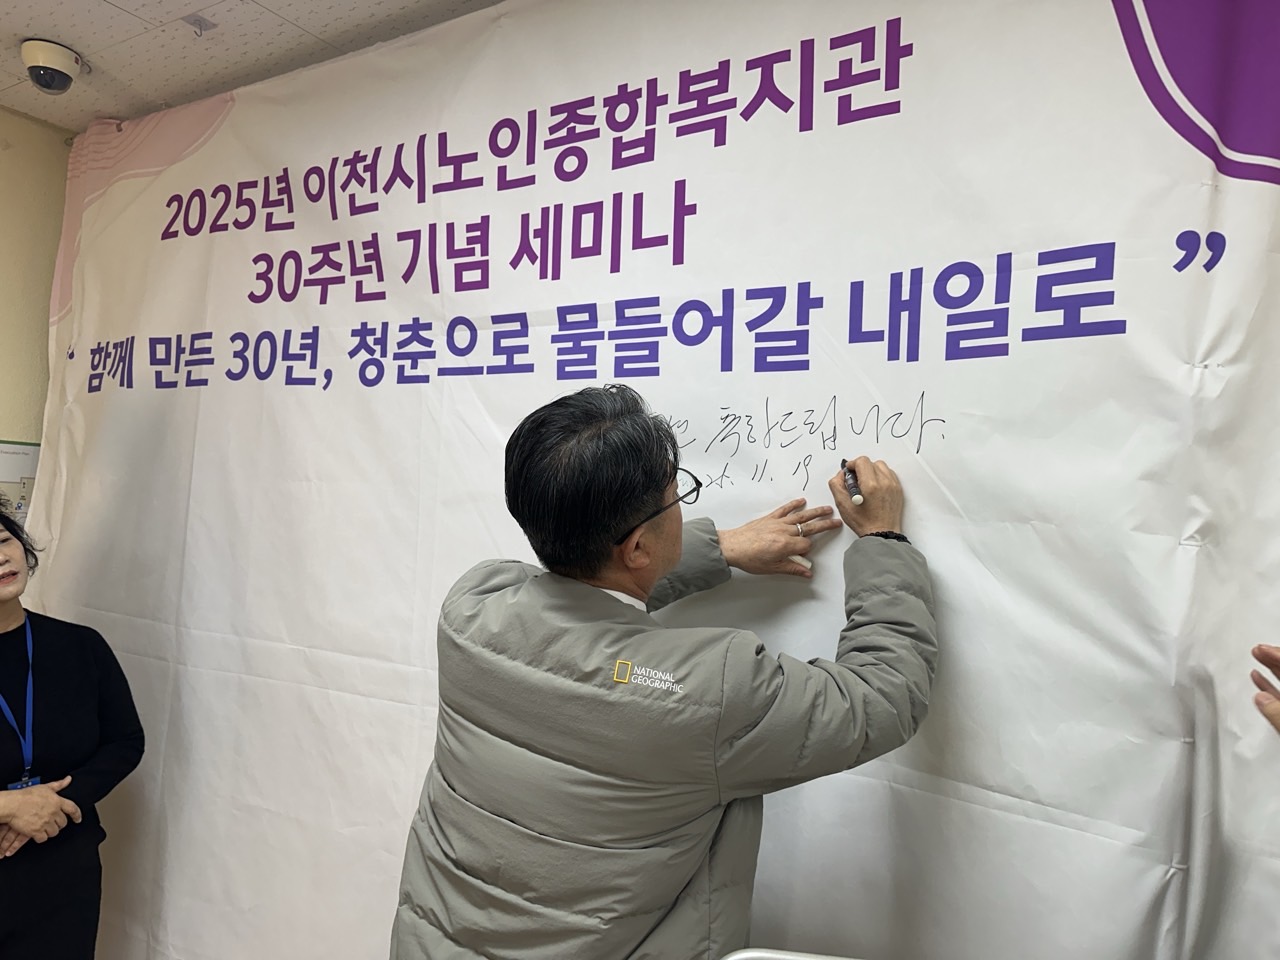 2025년 이천시노인종합복지관
30주년 기념 세미나
“ 함께 만든 30년, 청춘으로 물들어갈 내일로 ”
축하드립니다.
25. 11. 19
NATIONAL
GEOGRAPHIC